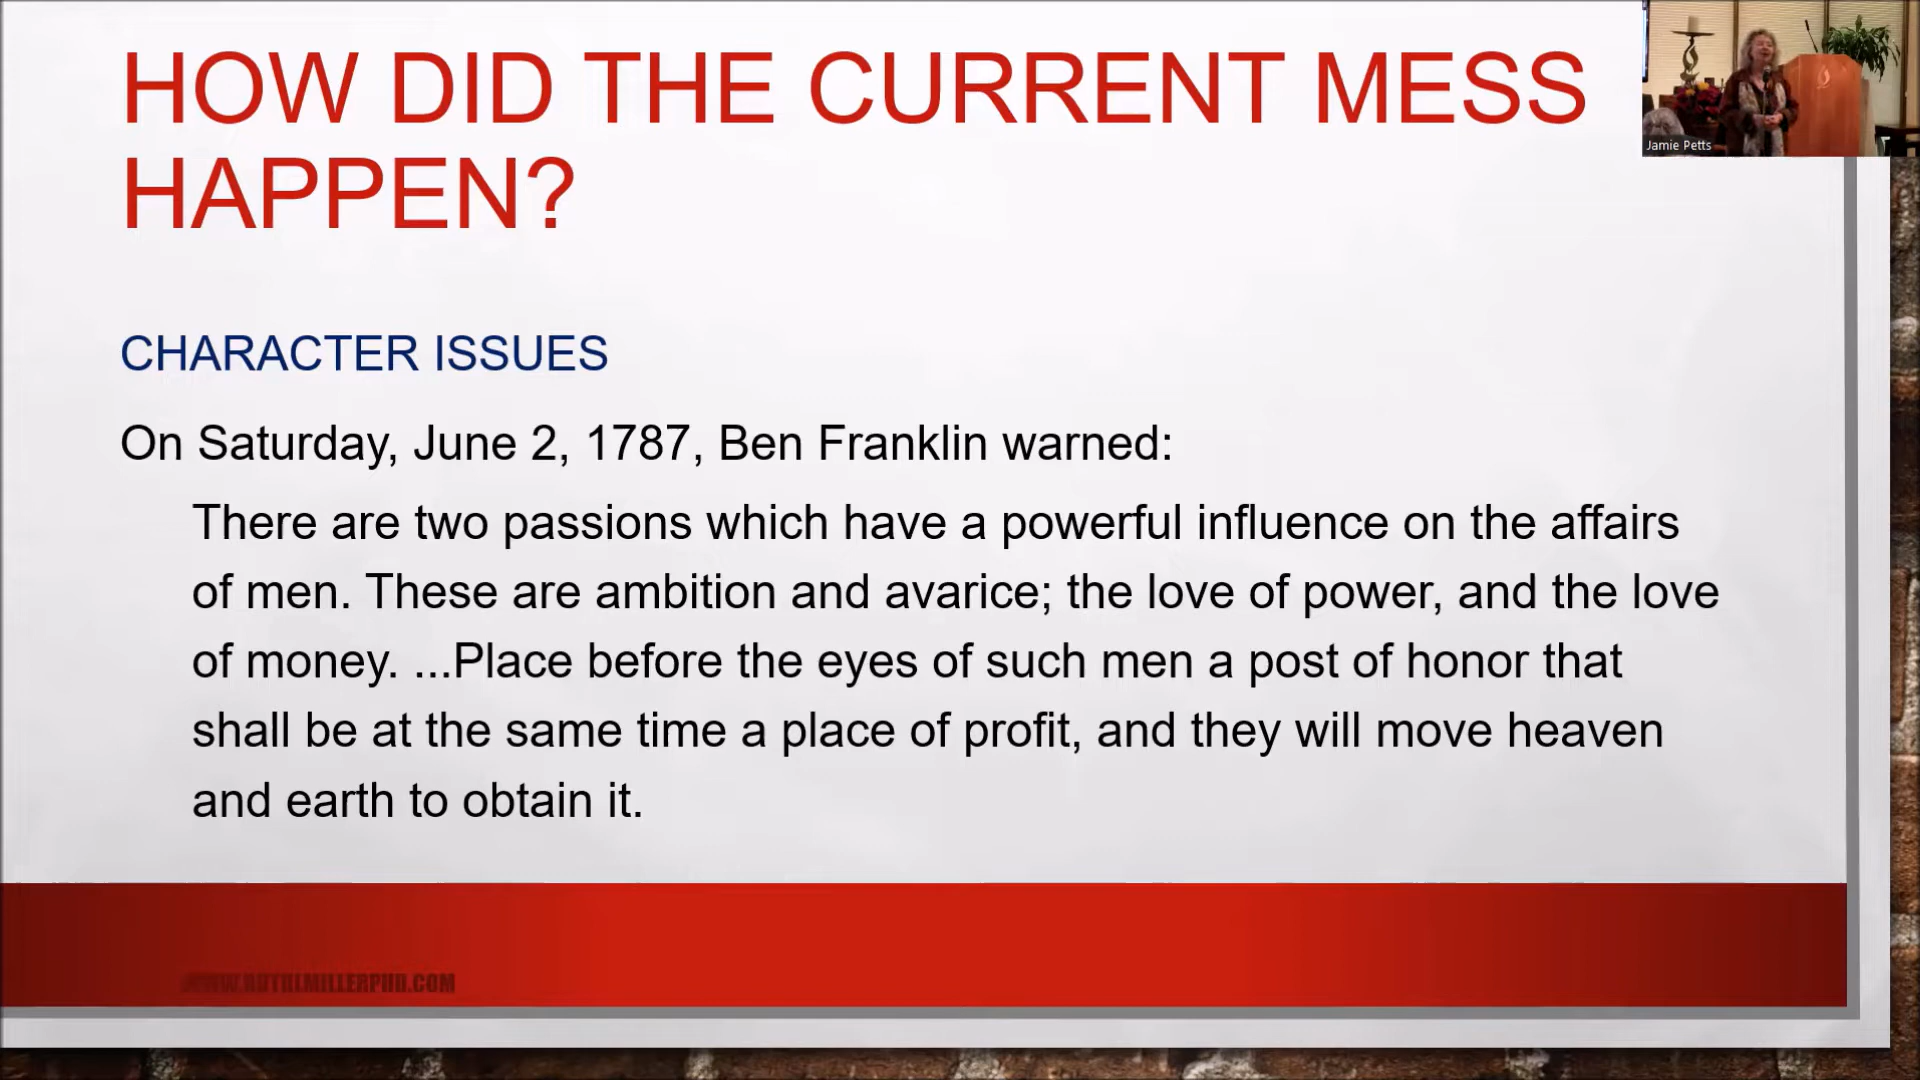 HOW DID THE CURRENT MESS
HAPPEN?
Jamie Petts
CHARACTER ISSUES
On Saturday, June 2, 1787, Ben Franklin warned:
There are two passions which have a powerful influence on the affairs
of men. These are ambition and avarice; the love of power, and the love
of money. ...Place before the eyes of such men a post of honor that
shall be at the same time a place of profit, and they will move heaven
and earth to obtain it.
WWW.RUTHLMILLERPHD.COM